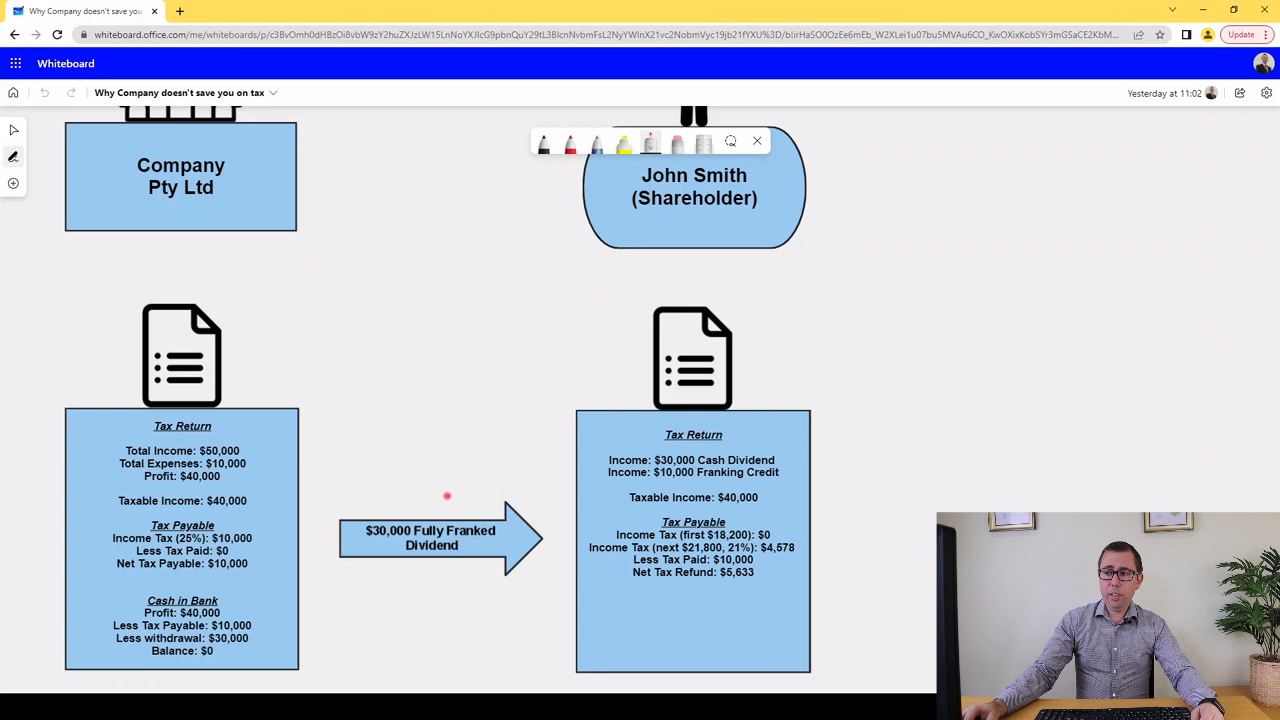 Why Company doesn't save you
whiteboard.office.com
Update
Whiteboard
Why Company doesn't save you on tax
Yesterday at 11:02
Company
Pty Ltd
John Smith
(Shareholder)
Tax Return
Total Income: $50,000
Total Expenses: $10,000
Profit: $40,000
Taxable Income: $40,000
Tax Payable
Income Tax (25%): $10,000
Less Tax Paid: $0
Net Tax Payable: $10,000
Cash in Bank
Profit: $40,000
Less Tax Payable: $10,000
Less withdrawal: $30,000
Balance: $0
$30,000 Fully Franked
Dividend
Tax Return
Income: $30,000 Cash Dividend
Income: $10,000 Franking Credit
Taxable Income: $40,000
Tax Payable
Income Tax (first $18,200): $0
Income Tax (next $21,800, 21%): $4,578
Less Tax Paid: $10,000
Net Tax Refund: $5,633